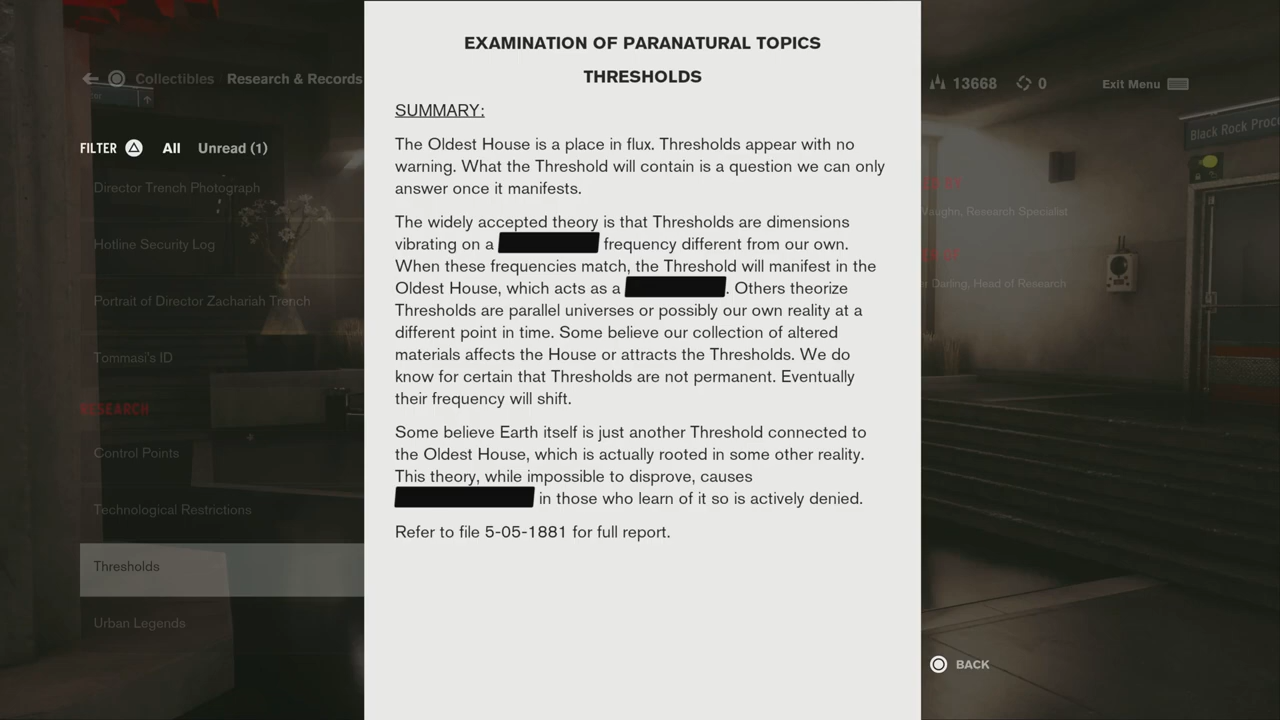 EXAMINATION OF PARANATURAL TOPICS
THRESHOLDS
SUMMARY:
The Oldest House is a place in flux. Thresholds appear with no
warning. What the Threshold will contain is a question we can only
answer once it manifests.
The widely accepted theory is that Thresholds are dimensions
vibrating on a frequency different from our own.
When these frequencies match, the Threshold will manifest in the
Oldest House, which acts as a . Others theorize
Thresholds are parallel universes or possibly our own reality at a
different point in time. Some believe our collection of altered
materials affects the House or attracts the Thresholds. We do
know for certain that Thresholds are not permanent. Eventually
their frequency will shift.
Some believe Earth itself is just another Threshold connected to
the Oldest House, which is actually rooted in some other reality.
This theory, while impossible to disprove, causes
in those who learn of it so is actively denied.
Refer to file 5-05-1881 for full report.
Collectibles Research & Records
FILTER All Unread (1)
Director Trench Photograph
Hotline Security Log
Portrait of Director Zachariah Trench
Tommasi's ID
RESEARCH
Control Points
Technological Restrictions
Thresholds
Urban Legends
13668 0 Exit Menu
Black Rock
Vaughn, Research Specialist
Darling, Head of Research
BACK